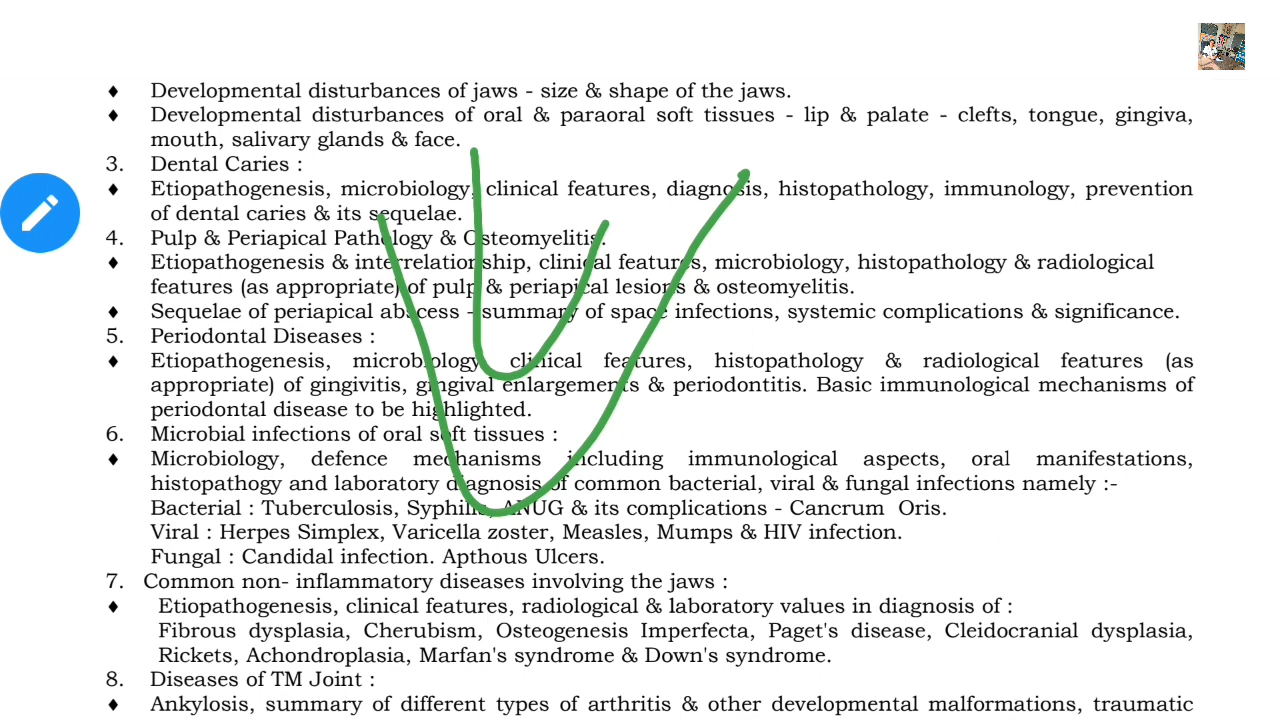 ♦ Developmental disturbances of jaws - size & shape of the jaws.
♦ Developmental disturbances of oral & paraoral soft tissues - lip & palate - clefts, tongue, gingiva,
mouth, salivary glands & face.
3. Dental Caries :
♦ Etiopathogenesis, microbiology, clinical features, diagnosis, histopathology, immunology, prevention
of dental caries & its sequelae.
4. Pulp & Periapical Pathology & Osteomyelitis.
♦ Etiopathogenesis & interrelationship, clinical features, microbiology, histopathology & radiological
features (as appropriate) of pulp & periapical lesions & osteomyelitis.
♦ Sequelae of periapical abscess - summary of space infections, systemic complications & significance.
5. Periodontal Diseases :
♦ Etiopathogenesis, microbiology, clinical features, histopathology & radiological features (as
appropriate) of gingivitis, gingival enlargements & periodontitis. Basic immunological mechanisms of
periodontal disease to be highlighted.
6. Microbial infections of oral soft tissues :
♦ Microbiology, defence mechanisms including immunological aspects, oral manifestations,
histopathogy and laboratory diagnosis of common bacterial, viral & fungal infections namely :-
Bacterial : Tuberculosis, Syphilis, ANUG & its complications - Cancrum Oris.
Viral : Herpes Simplex, Varicella zoster, Measles, Mumps & HIV infection.
Fungal : Candidal infection. Apthous Ulcers.
7. Common non- inflammatory diseases involving the jaws :
♦ Etiopathogenesis, clinical features, radiological & laboratory values in diagnosis of :
Fibrous dysplasia, Cherubism, Osteogenesis Imperfecta, Paget's disease, Cleidocranial dysplasia,
Rickets, Achondroplasia, Marfan's syndrome & Down's syndrome.
8. Diseases of TM Joint :
♦ Ankylosis, summary of different types of arthritis & other developmental malformations, traumatic